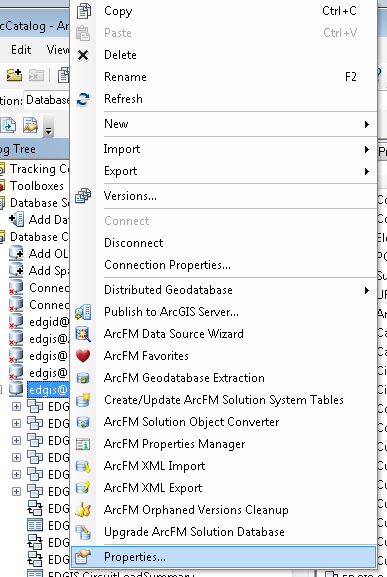 cCatalog - Ar
Edit
View
tion:
Database
og Tree
Tracking Co
Toolboxes
Database Se
Add Dat
Database C
Add OL
Add Spa
Connec
Connec
edgid@
edgis@
edgis@
edgis@
edgis@
EDG
EDG
EDG
EDG
EDG
EDG
EDG
EDG
EDGIS.CircuitLoadSummary
Copy Ctrl+C
Paste Ctrl+V
Delete
Rename F2
Refresh
New
Import
Export
Versions...
Connect
Disconnect
Connection Properties...
Distributed Geodatabase
Publish to ArcGIS Server...
ArcFM Data Source Wizard
ArcFM Favorites
ArcFM Geodatabase Extraction
Create/Update ArcFM Solution System Tables
ArcFM Solution Object Converter
ArcFM Properties Manager
ArcFM XML Import
ArcFM XML Export
ArcFM Orphaned Versions Cleanup
Upgrade ArcFM Solution Database
Properties...